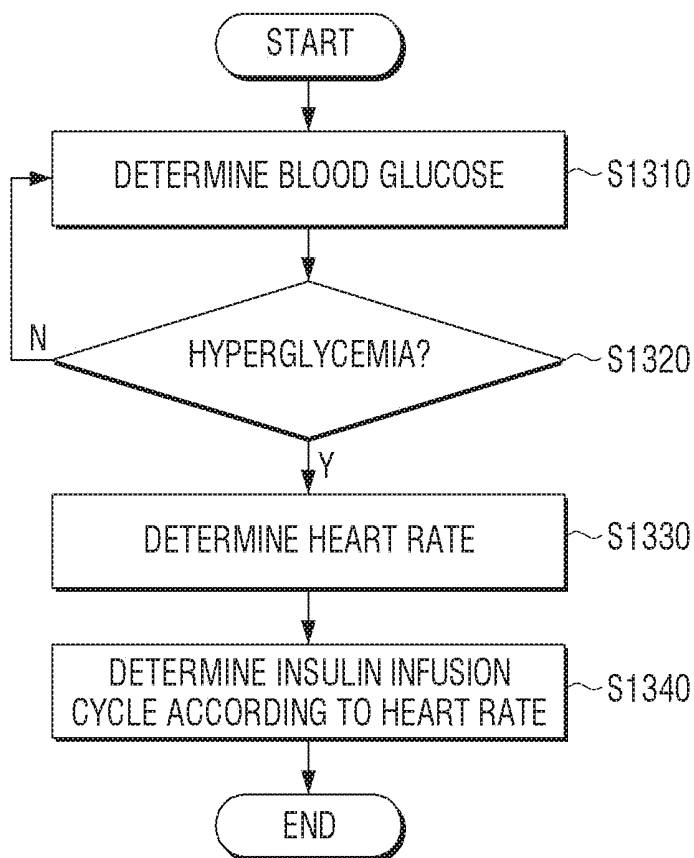 START
DETERMINE BLOOD GLUCOSE
S1310
HYPERGLYCEMIA?
S1320
N
Y
DETERMINE HEART RATE
S1330
DETERMINE INSULIN INFUSION
CYCLE ACCORDING TO HEART RATE
S1340
END